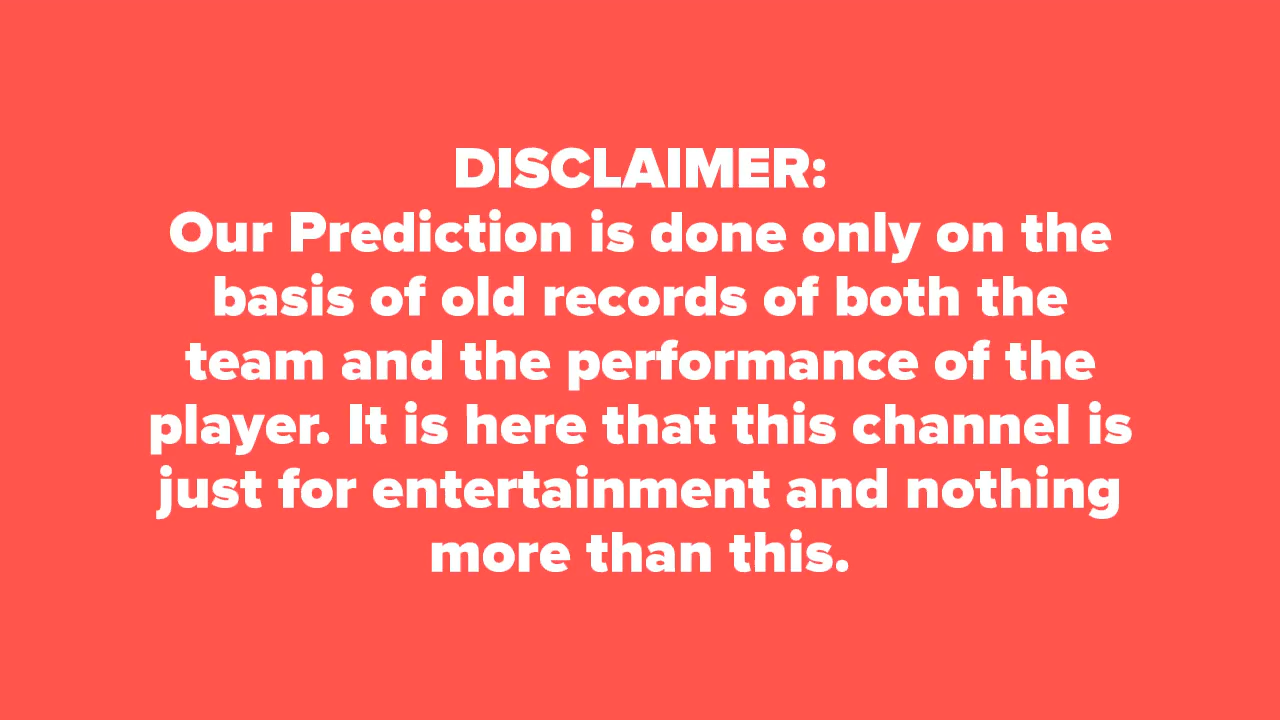 DISCLAIMER:
Our Prediction is done only on the
basis of old records of both the
team and the performance of the
player. It is here that this channel is
just for entertainment and nothing
more than this.